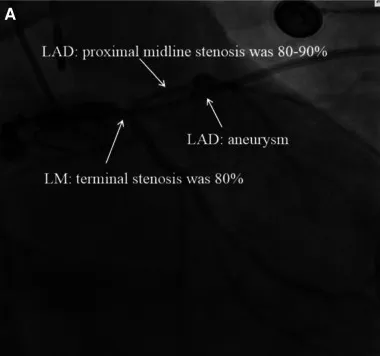 A
LAD: proximal midline stenosis was 80-90%
LAD: aneurysm
LM: terminal stenosis was 80%